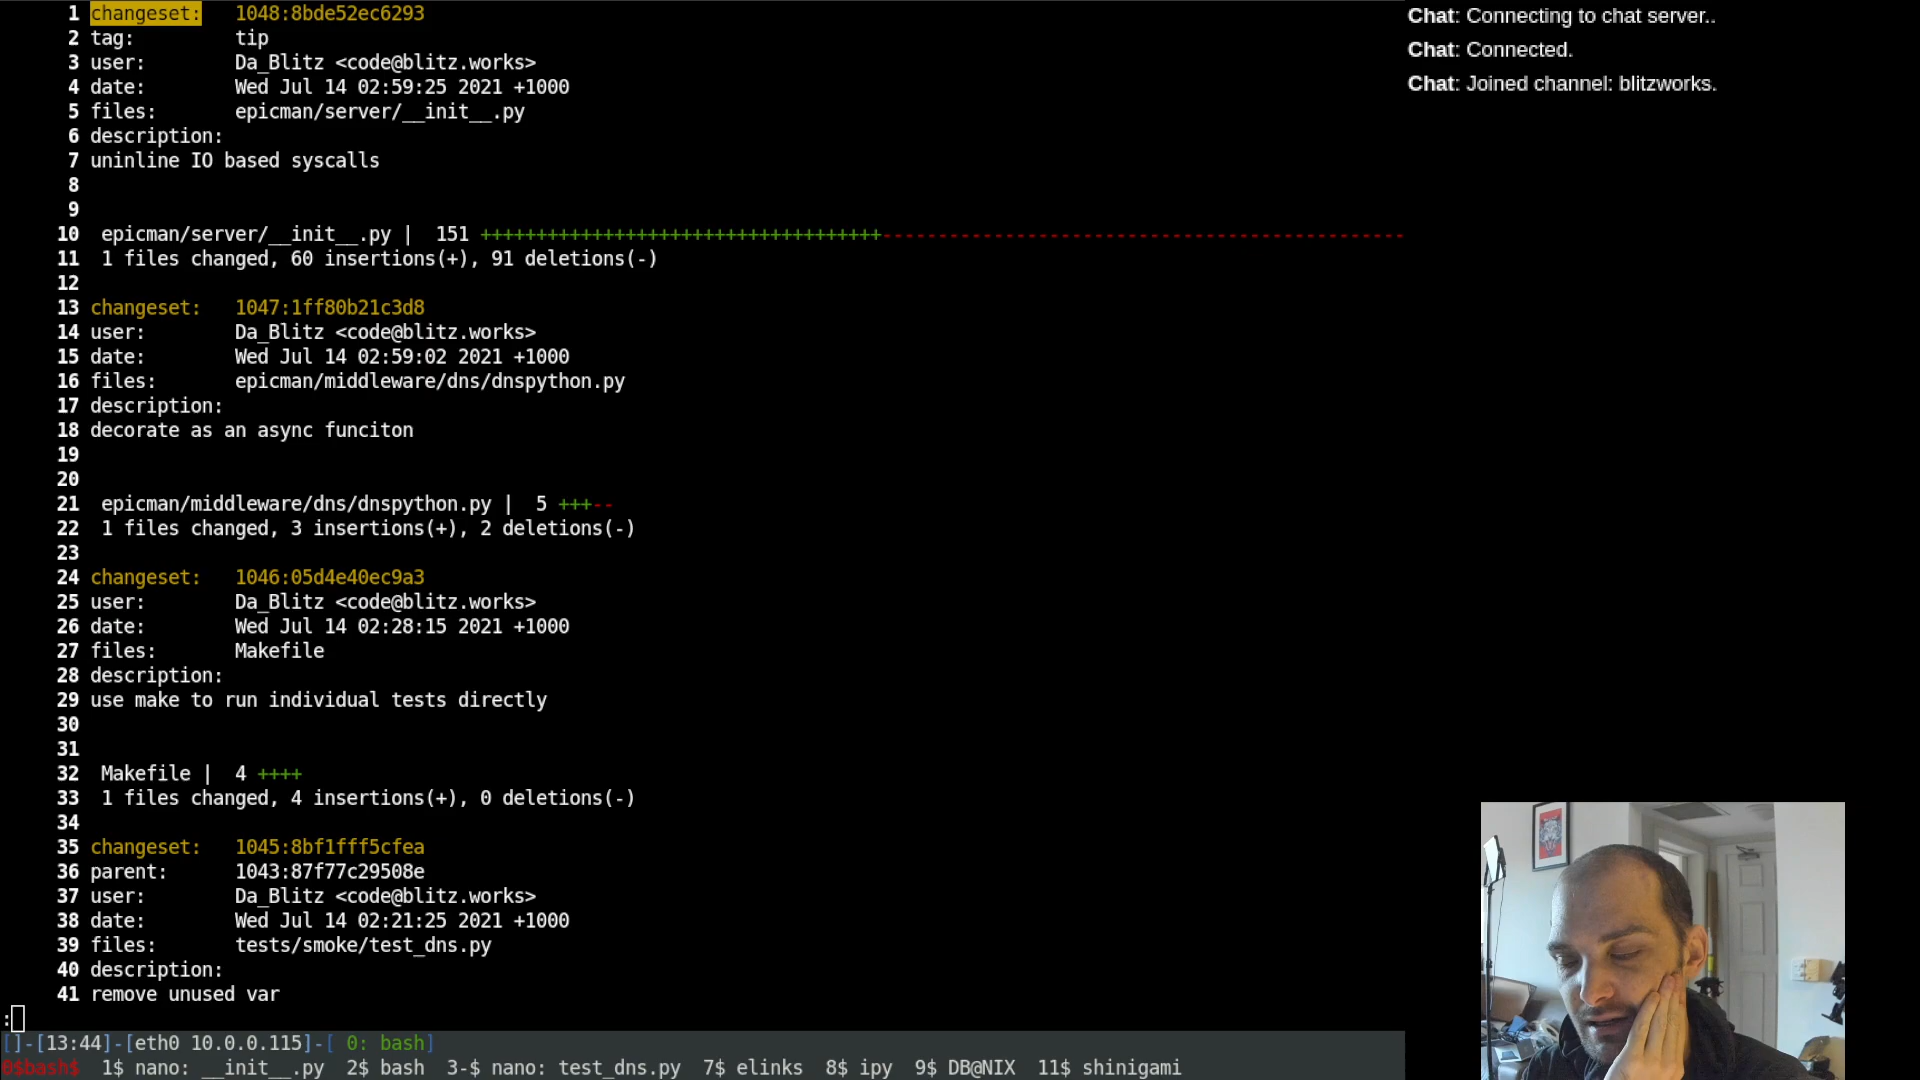 1 changeset:   1048:8bde52ec6293
2 tag:         tip
3 user:        Da_Blitz <code@blitz.works>
4 date:        Wed Jul 14 02:59:25 2021 +1000
5 files:       epicman/server/__init__.py
6 description:
7 uninline IO based syscalls
8
9
10  epicman/server/__init__.py |  151 ++++++++++++++++++++++++++++++++++++-----------------------------------------------
11  1 files changed, 60 insertions(+), 91 deletions(-)
12
13 changeset:   1047:1ff80b21c3d8
14 user:        Da_Blitz <code@blitz.works>
15 date:        Wed Jul 14 02:59:02 2021 +1000
16 files:       epicman/middleware/dns/dnspython.py
17 description:
18 decorate as an async funciton
19
20
21  epicman/middleware/dns/dnspython.py |  5 +++--
22  1 files changed, 3 insertions(+), 2 deletions(-)
23
24 changeset:   1046:05d4e40ec9a3
25 user:        Da_Blitz <code@blitz.works>
26 date:        Wed Jul 14 02:28:15 2021 +1000
27 files:       Makefile
28 description:
29 use make to run individual tests directly
30
31
32  Makefile |  4 ++++
33  1 files changed, 4 insertions(+), 0 deletions(-)
34
35 changeset:   1045:8bf1fff5cfea
36 parent:      1043:87f77c29508e
37 user:        Da_Blitz <code@blitz.works>
38 date:        Wed Jul 14 02:21:25 2021 +1000
39 files:       tests/smoke/test_dns.py
40 description:
41 remove unused var
:
[]-[13:44]-[eth0 10.0.0.115]-[ 0: bash]
0$bash$  1$ nano: __init__.py  2$ bash  3-$ nano: test_dns.py  7$ elinks  8$ ipy  9$ DB@NIX  11$ shinigami
Chat: Connecting to chat server..
Chat: Connected.
Chat: Joined channel: blitzworks.